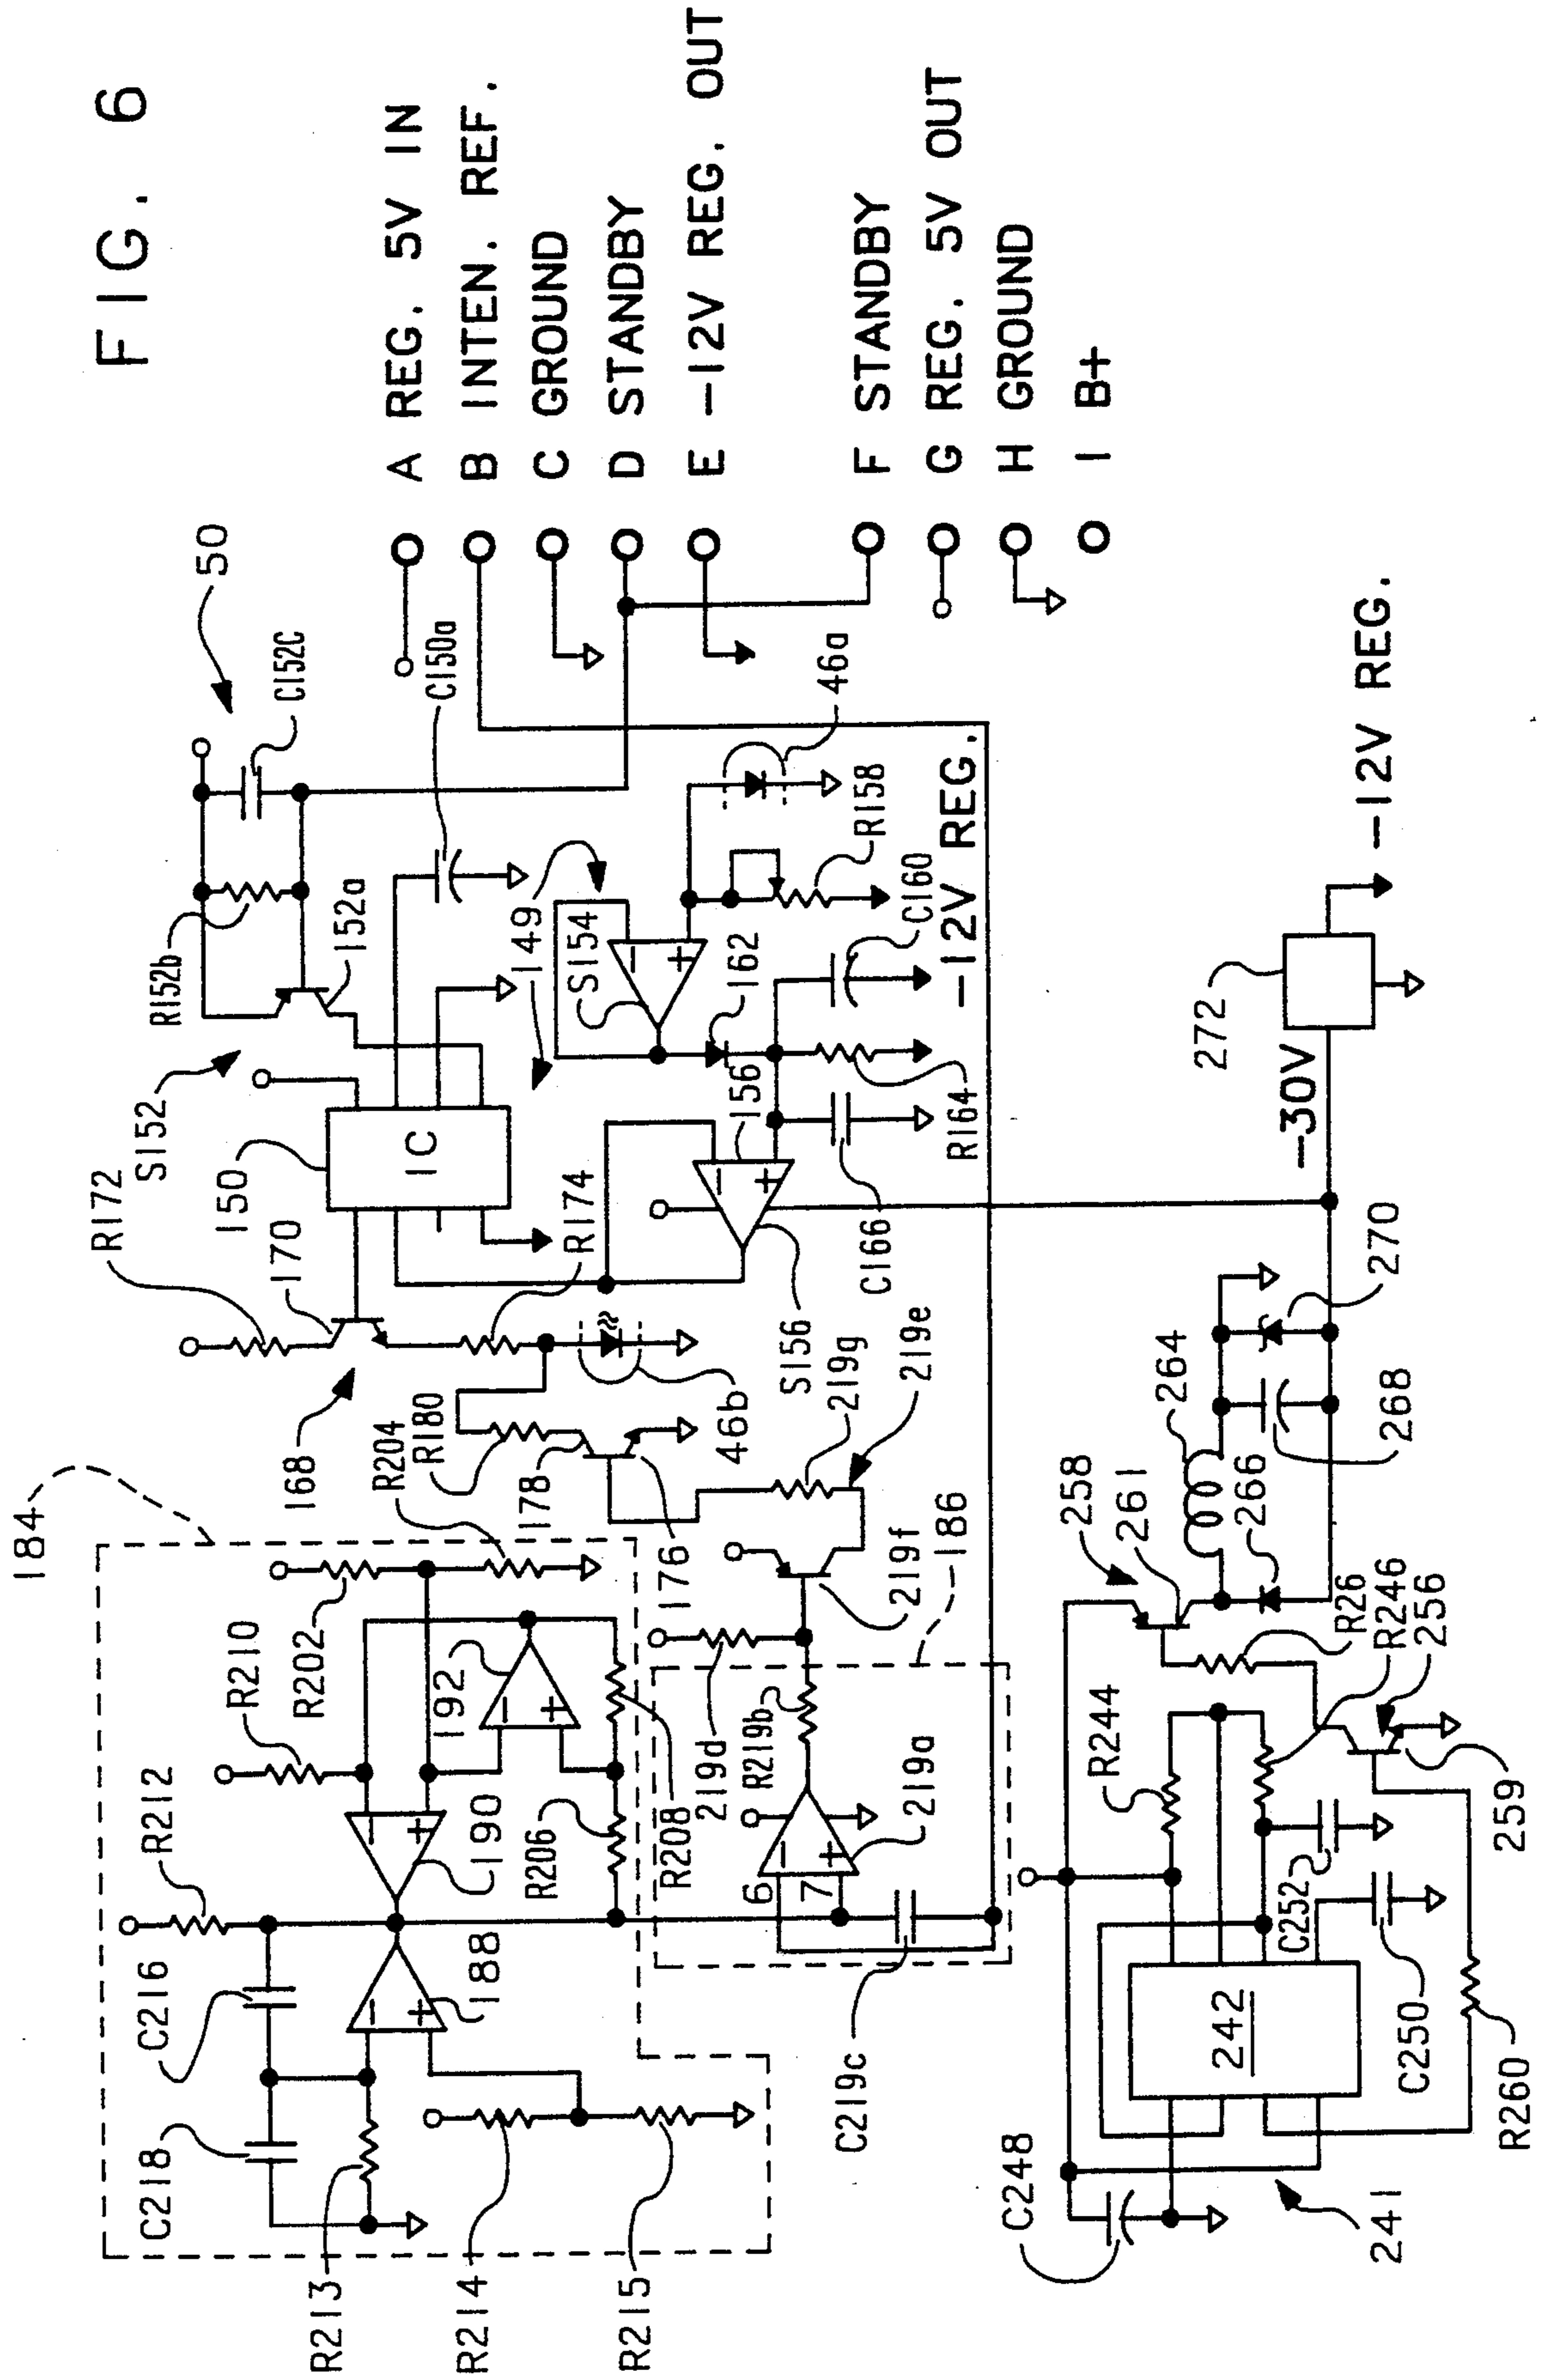 FIG. 6
50
A REG. 5V IN
B INTEN. REF.
C GROUND
D STANDBY
E -12V REG. OUT
F STANDBY
G REG. 5V OUT
H GROUND
I B+
C152C
R152b
152a
S152
C150a
150
IC
149
S154
46a
R158
C160
-12V REG.
162
156
R164
C166
S156
R172
170
R174
168
46b
R180
178
176
219g
219e
219f
186
184
R204
R202
R210
192
190
R212
R206
R208
219d
R219b
219a
6
7
C216
188
C218
R213
R214
R215
C219c
-12V REG.
272
-30V
270
264
268
266
258
261
R26
R246
256
R244
259
C252
C250
242
R260
C248
241